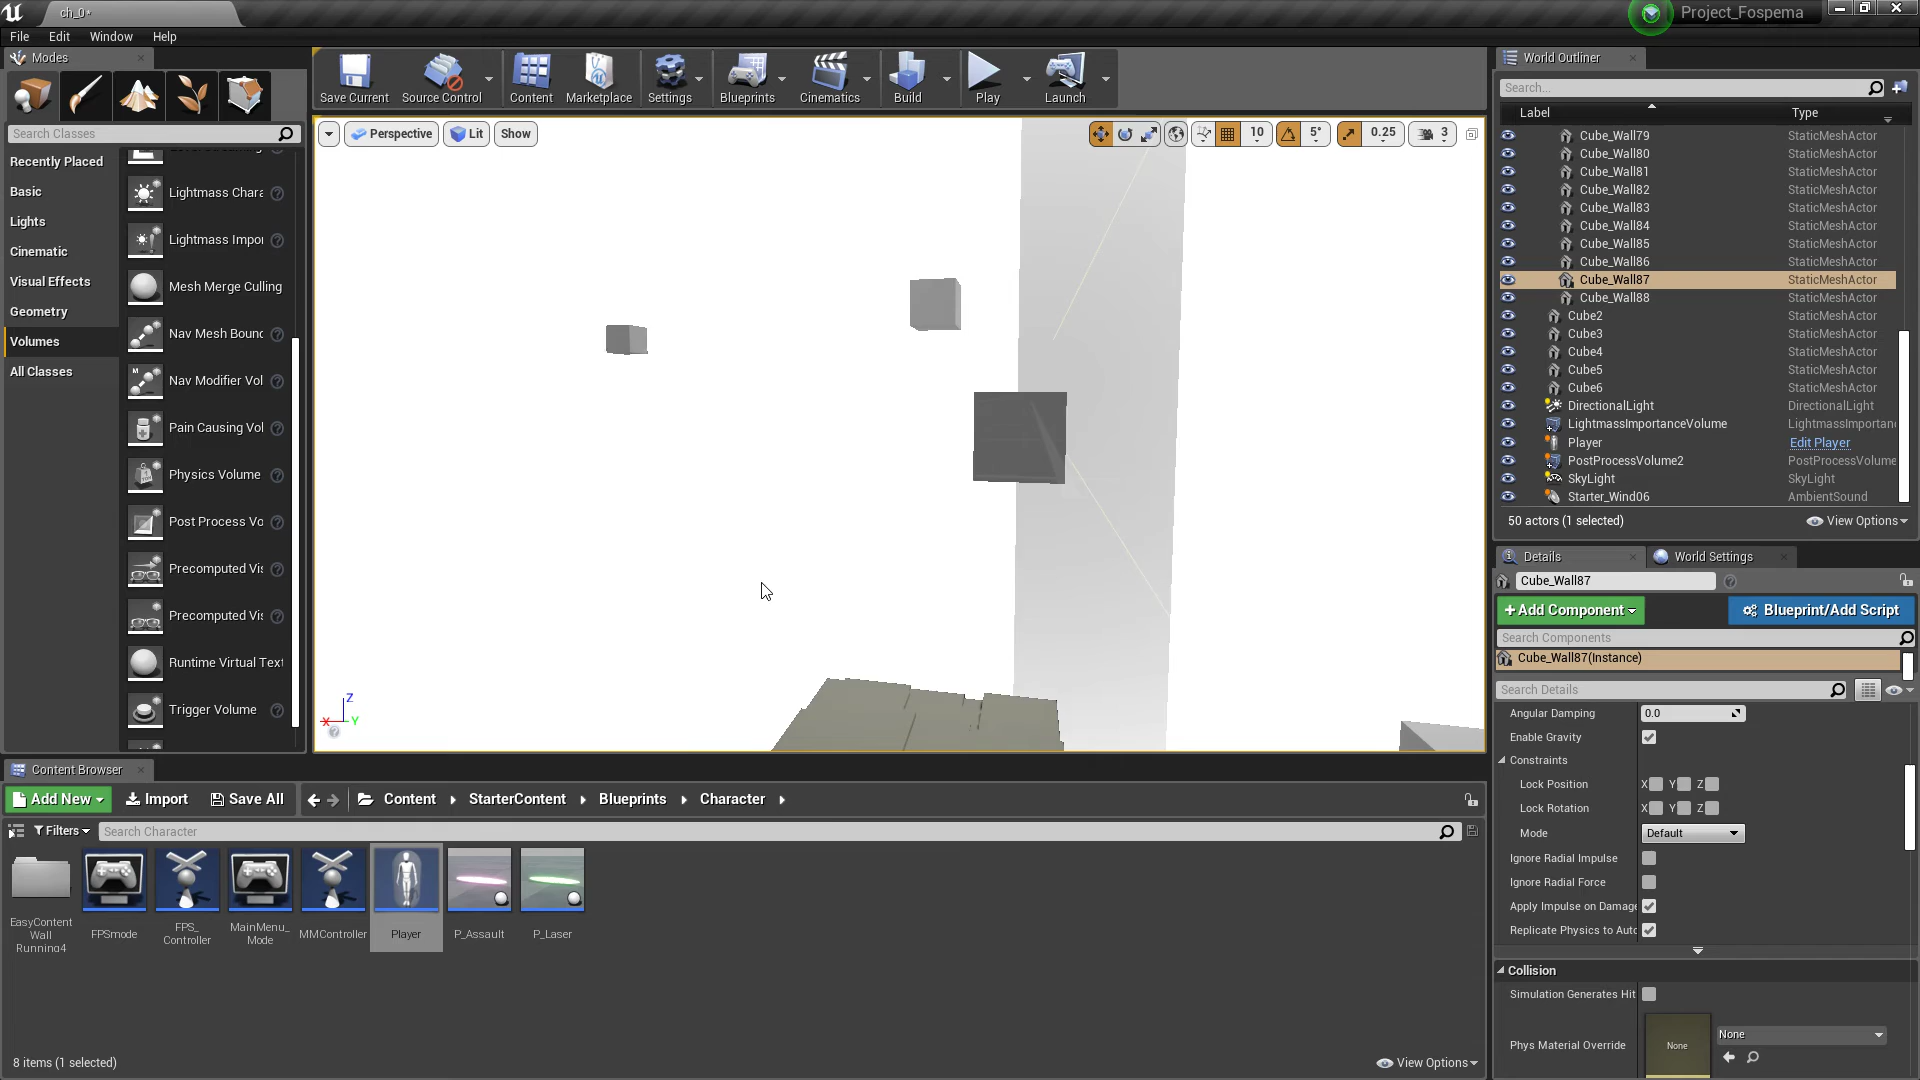 ch_0*
Project_Fospema
File Edit Window Help
Modes
Search Classes
Recently Placed
Basic
Lights
Cinematic
Visual Effects
Geometry
Volumes
All Classes
Lightmass Chara
Lightmass Impor
Mesh Merge Culling
Nav Mesh Bound
Nav Modifier Vol
Pain Causing Vol
Physics Volume
Post Process Vo
Precomputed Vis
Precomputed Vis
Runtime Virtual Text
Trigger Volume
Save Current
Source Control
Content
Marketplace
Settings
Blueprints
Cinematics
Build
Play
Launch
Perspective
Lit
Show
10
5°
0.25
3
Z
X
Y
World Outliner
Search...
Label Type
Cube_Wall79 StaticMeshActor
Cube_Wall80 StaticMeshActor
Cube_Wall81 StaticMeshActor
Cube_Wall82 StaticMeshActor
Cube_Wall83 StaticMeshActor
Cube_Wall84 StaticMeshActor
Cube_Wall85 StaticMeshActor
Cube_Wall86 StaticMeshActor
Cube_Wall87 StaticMeshActor
Cube_Wall88 StaticMeshActor
Cube2 StaticMeshActor
Cube3 StaticMeshActor
Cube4 StaticMeshActor
Cube5 StaticMeshActor
Cube6 StaticMeshActor
DirectionalLight DirectionalLight
LightmassImportanceVolume LightmassImportan
Player Edit Player
PostProcessVolume2 PostProcessVolume
SkyLight SkyLight
Starter_Wind06 AmbientSound
50 actors (1 selected) View Options
Details World Settings
Cube_Wall87
+Add Component Blueprint/Add Script
Search Components
Cube_Wall87(Instance)
Search Details
Angular Damping 0.0
Enable Gravity
Constraints
Lock Position X Y Z
Lock Rotation X Y Z
Mode Default
Ignore Radial Impulse
Ignore Radial Force
Apply Impulse on Damage
Replicate Physics to Auto
Collision
Simulation Generates Hit
Phys Material Override None None
Content Browser
Add New Import Save All Content StarterContent Blueprints Character
Filters Search Character
EasyContent
Wall
Running4
FPSmode
FPS_
Controller
MainMenu_
Mode
MMController
Player
P_Assault
P_Laser
8 items (1 selected) View Options